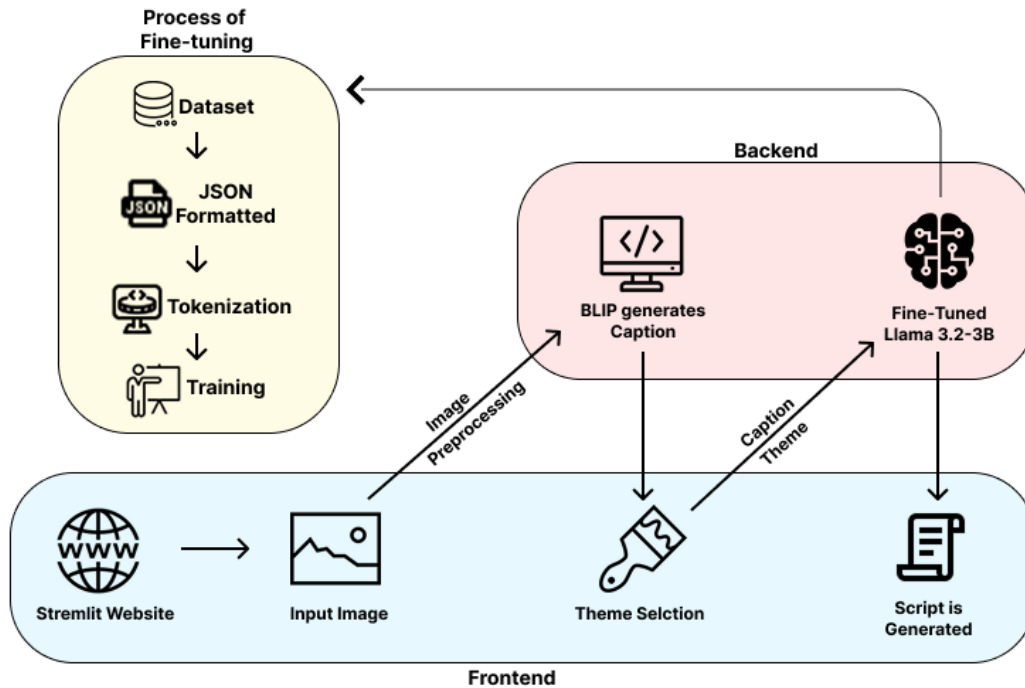 Process of
Fine-tuning
Dataset
JSON
JSON
Formatted
Tokenization
Training
Backend
BLIP generates
Caption
Fine-Tuned
Llama 3.2-3B
Image
Preprocessing
Caption
Theme
www
Stremlit Website
Input Image
Theme Selction
Script is
Generated
Frontend